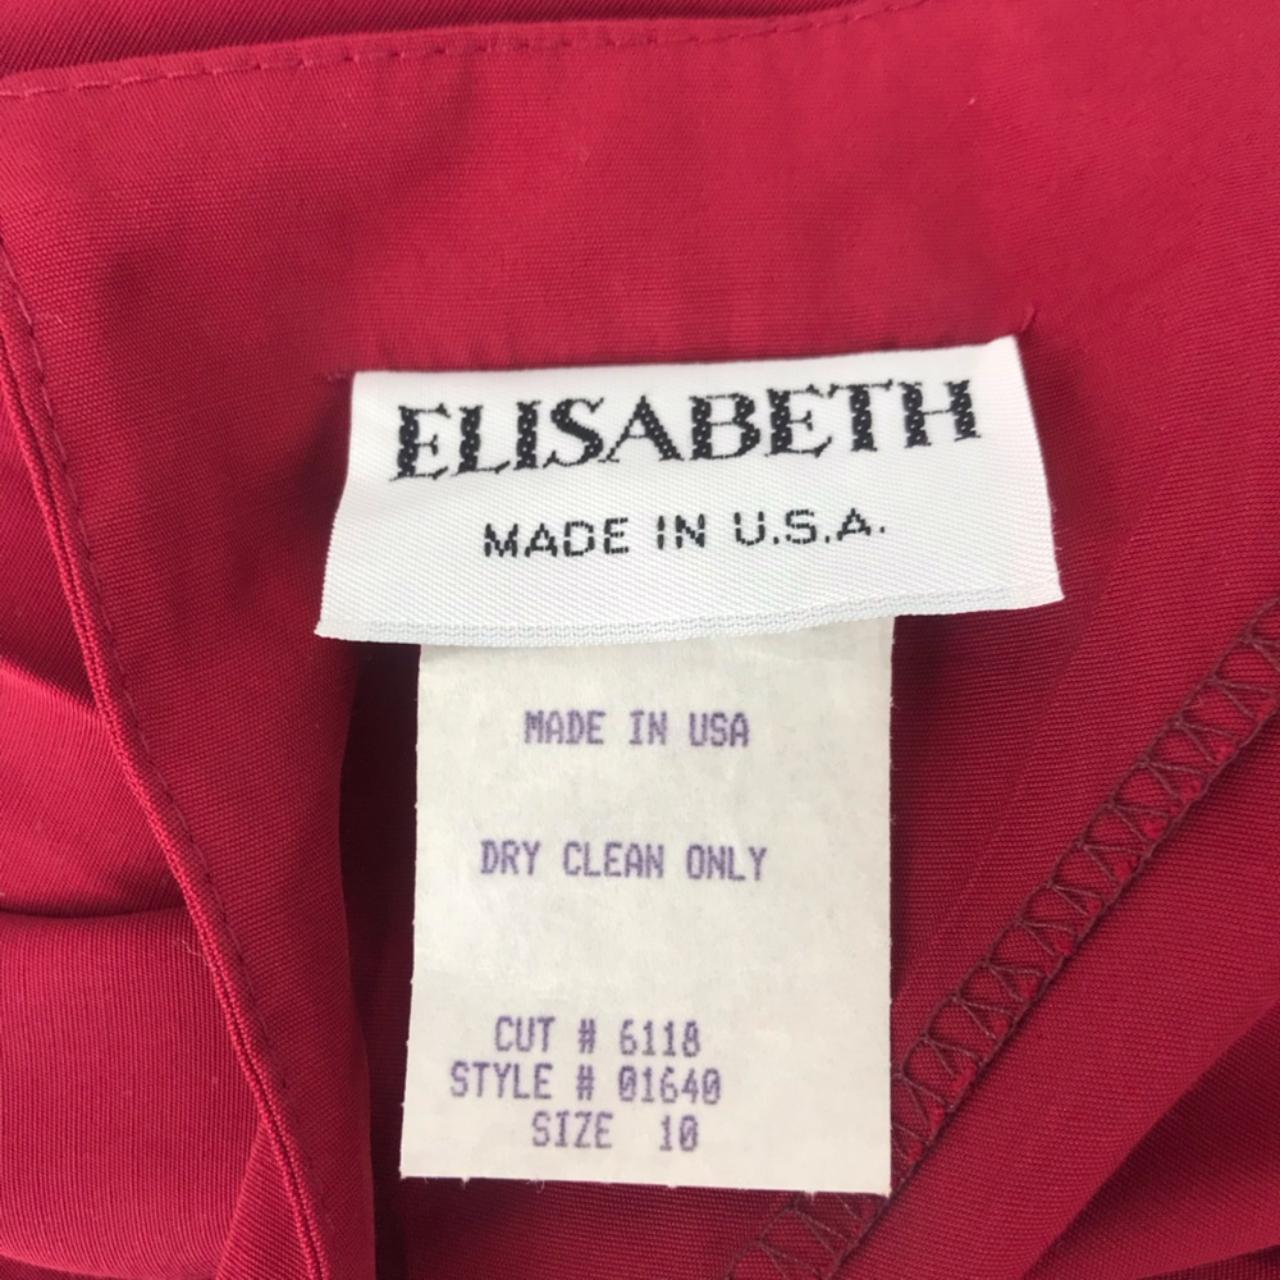 ELISABETH
MADE IN U.S.A.
MADE IN USA
DRY CLEAN ONLY
CUT # 6118
STYLE # 01640
SIZE 10